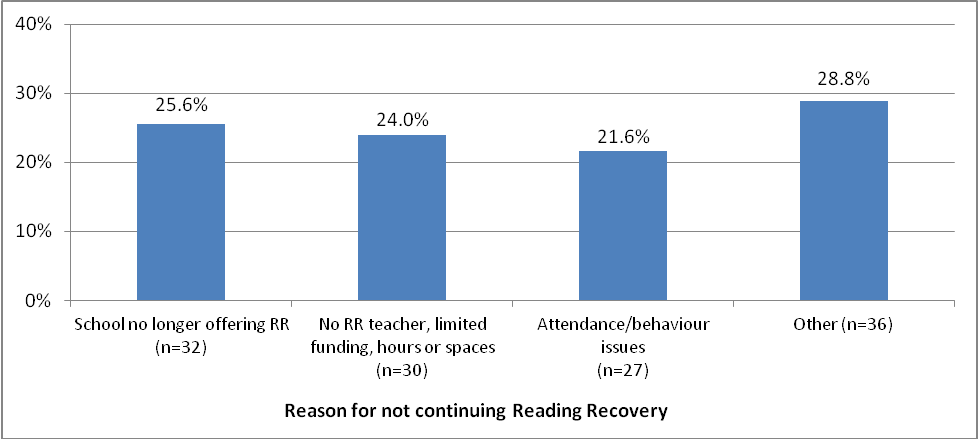 40%
30%
20%
10%
0%
25.6%
24.0%
21.6%
28.8%
School no longer offering RR
(n=32)
No RR teacher, limited
funding, hours or spaces
(n=30)
Attendance/behaviour
issues
(n=27)
Other (n=36)
Reason for not continuing Reading Recovery